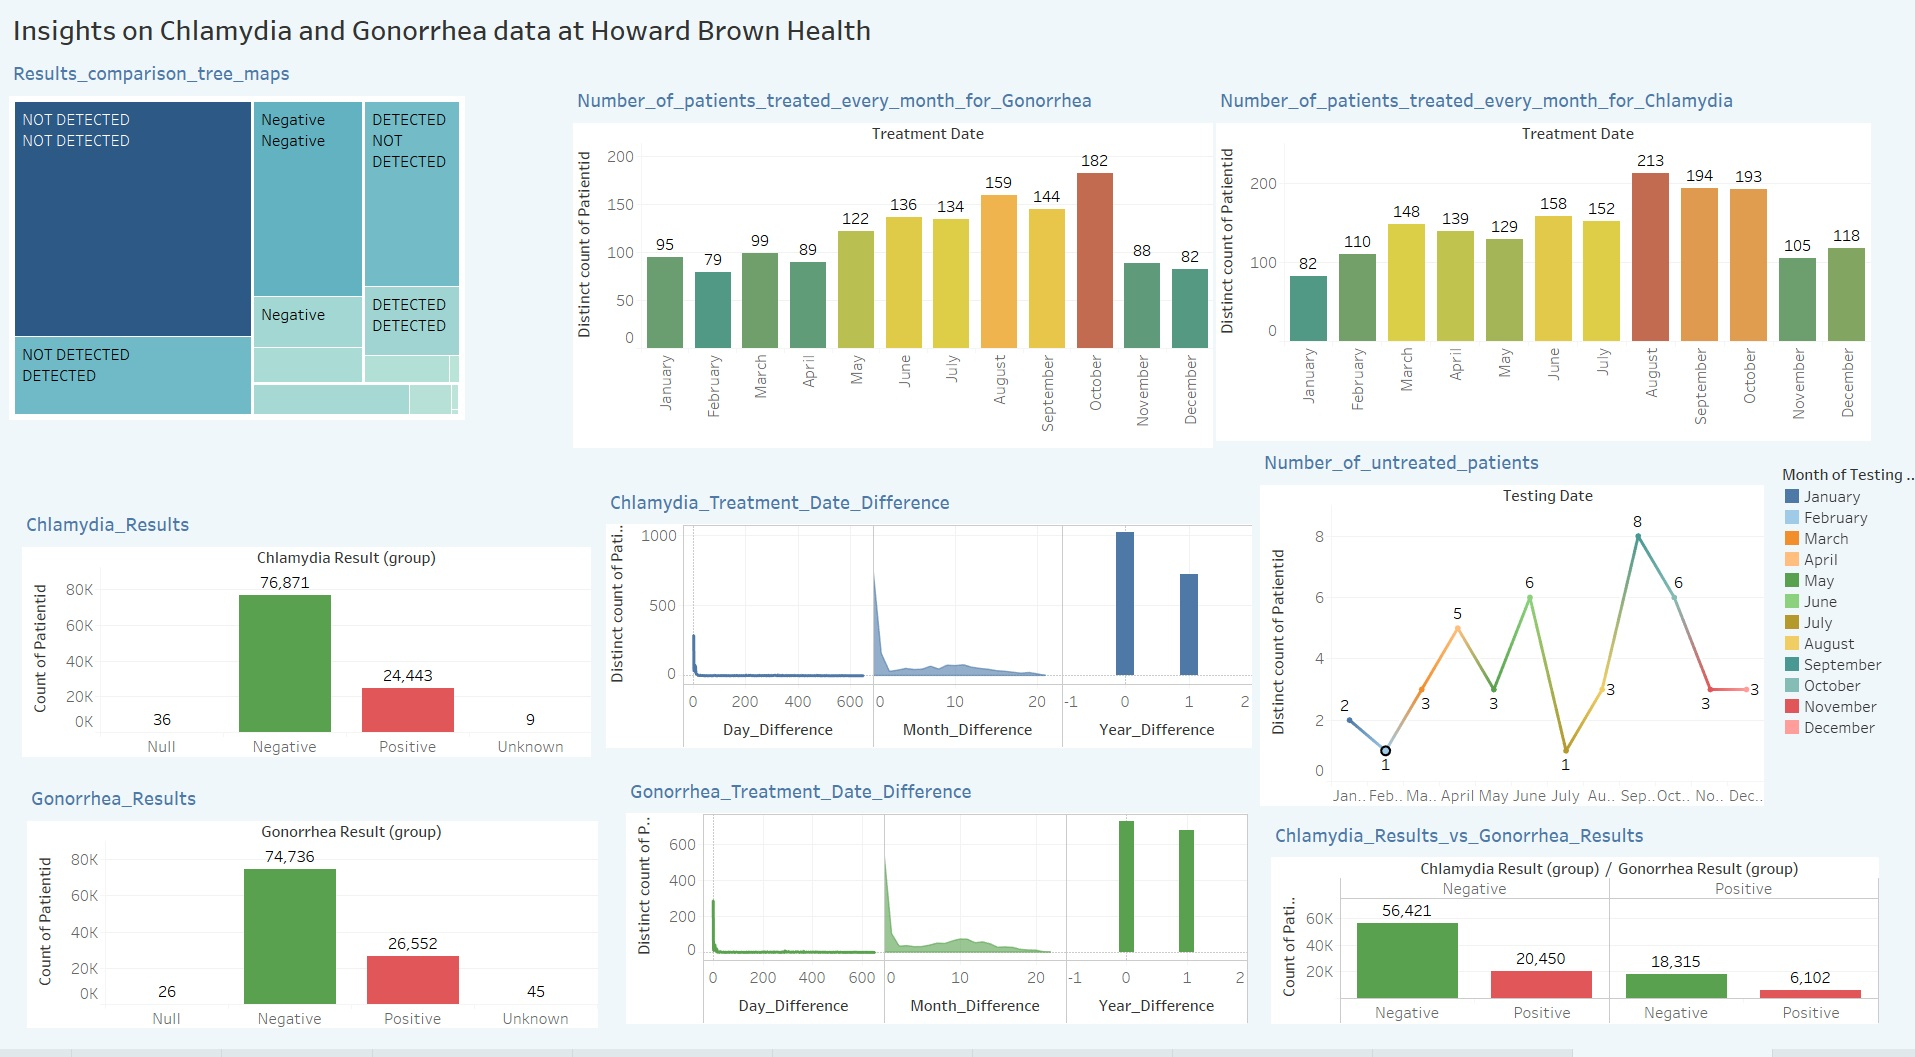 Insights on Chlamydia and Gonorrhea data at Howard Brown Health
Results_comparison_tree_maps
NOT DETECTED
NOT DETECTED
Negative
Negative
DETECTED
NOT
DETECTED
Negative
DETECTED
DETECTED
NOT DETECTED
DETECTED
Number_of_patients_treated_every_month_for_Gonorrhea
Treatment Date
Distinct count of Patientid
200
150
100
50
0
95
79
99
89
122
136
134
159
144
182
88
82
January
February
March
April
May
June
July
August
September
October
November
December
Number_of_patients_treated_every_month_for_Chlamydia
Treatment Date
Distinct count of Patientid
200
100
0
82
110
148
139
129
158
152
213
194
193
105
118
January
February
March
April
May
June
July
August
September
October
November
December
Chlamydia_Results
Chlamydia Result (group)
Count of Patientid
80K
60K
40K
20K
0K
36
76,871
24,443
9
Null
Negative
Positive
Unknown
Chlamydia_Treatment_Date_Difference
Distinct count of Pati..
1000
500
0
0 200 400 600
0 10 20
-1 0 1 2
Day_Difference
Month_Difference
Year_Difference
Number_of_untreated_patients
Testing Date
Distinct count of Patientid
8
6
4
2
0
2
1
3
5
3
6
1
3
8
6
3
3
Jan.. Feb.. Ma.. April May June July Au.. Sep.. Oct.. No.. Dec..
Month of Testing ..
January
February
March
April
May
June
July
August
September
October
November
December
Gonorrhea_Results
Gonorrhea Result (group)
Count of Patientid
80K
60K
40K
20K
0K
26
74,736
26,552
45
Null
Negative
Positive
Unknown
Gonorrhea_Treatment_Date_Difference
Distinct count of P..
600
400
200
0
0 200 400 600
0 10 20
-1 0 1 2
Day_Difference
Month_Difference
Year_Difference
Chlamydia_Results_vs_Gonorrhea_Results
Chlamydia Result (group) / Gonorrhea Result (group)
Negative
Positive
Count of Pati..
60K
40K
20K
56,421
20,450
18,315
6,102
Negative
Positive
Negative
Positive